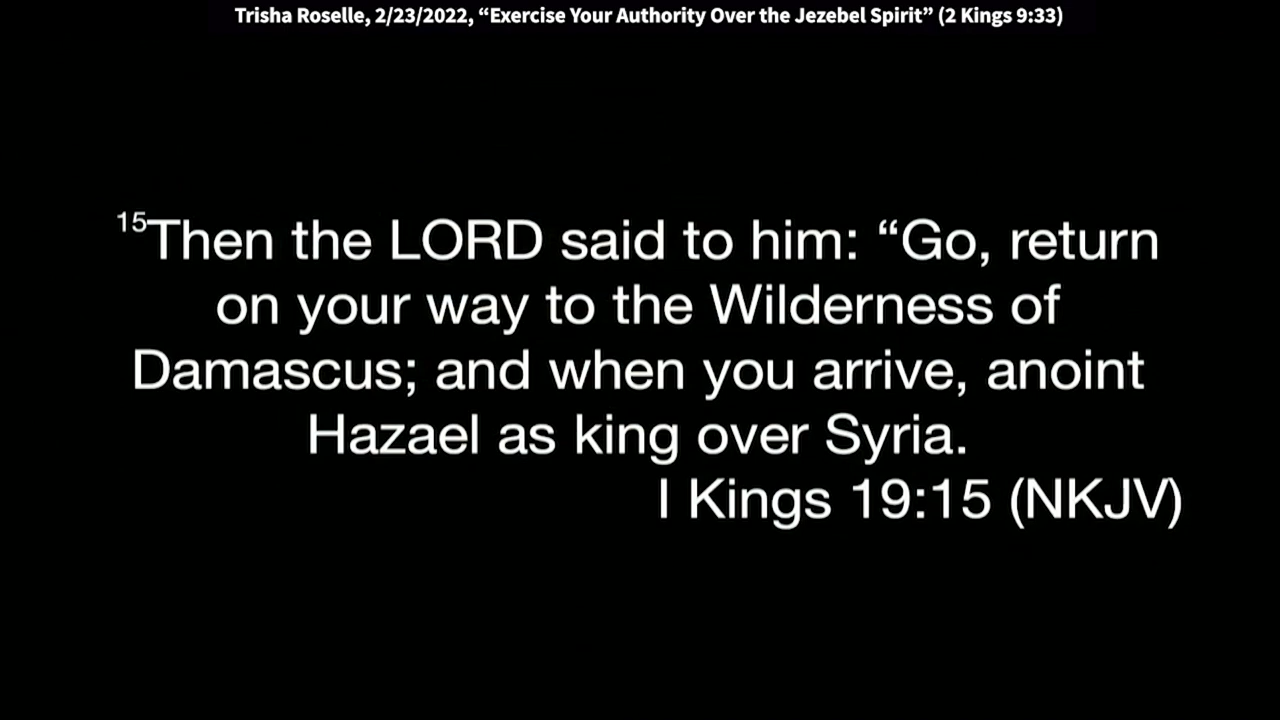 Trisha Roselle, 2/23/2022, “Exercise Your Authority Over the Jezebel Spirit” (2 Kings 9:33)
15Then the LORD said to him: “Go, return
on your way to the Wilderness of
Damascus; and when you arrive, anoint
Hazael as king over Syria.
I Kings 19:15 (NKJV)